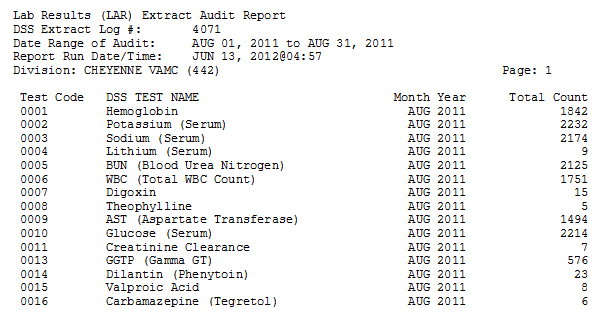 Lab Results (LAR) Extract Audit Report
DSS Extract Log #: 4071
Date Range of Audit: AUG 01, 2011 to AUG 31, 2011
Report Run Date/Time: JUN 13, 2012@04:57
Division: CHEYENNE VAMC (442) Page: 1
Test Code DSS TEST NAME Month Year Total Count
0001 Hemoglobin AUG 2011 1842
0002 Potassium (Serum) AUG 2011 2232
0003 Sodium (Serum) AUG 2011 2174
0004 Lithium (Serum) AUG 2011 9
0005 BUN (Blood Urea Nitrogen) AUG 2011 2125
0006 WBC (Total WBC Count) AUG 2011 1751
0007 Digoxin AUG 2011 15
0008 Theophylline AUG 2011 5
0009 AST (Aspartate Transferase) AUG 2011 1494
0010 Glucose (Serum) AUG 2011 2214
0011 Creatinine Clearance AUG 2011 7
0013 GGTP (Gamma GT) AUG 2011 576
0014 Dilantin (Phenytoin) AUG 2011 23
0015 Valproic Acid AUG 2011 8
0016 Carbamazepine (Tegretol) AUG 2011 6